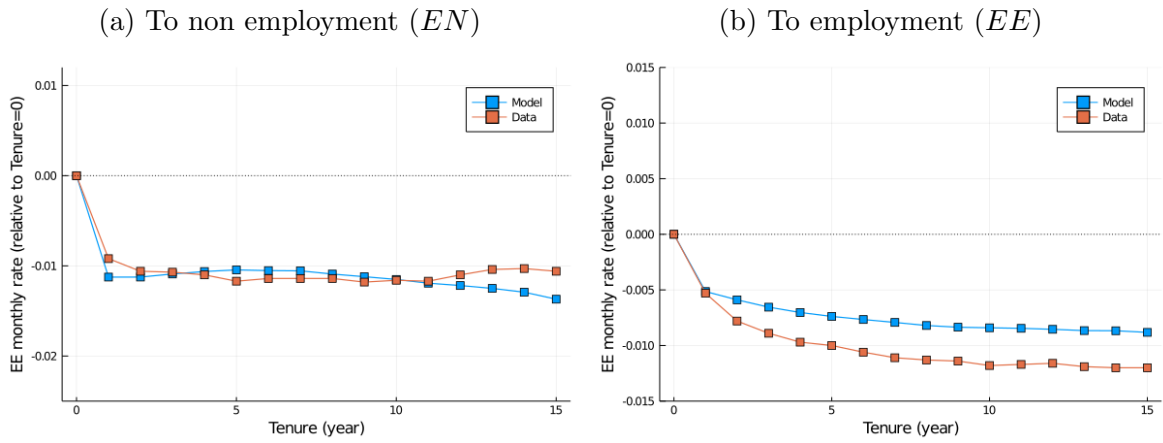 (a) To non employment (EN)
EE monthly rate (relative to Tenure=0)
0.01
0.00
-0.01
-0.02
Model
Data
0
5
10
15
Tenure (year)
(b) To employment (EE)
EE monthly rate (relative to Tenure=0)
0.015
0.010
0.005
0.000
-0.005
-0.010
-0.015
Model
Data
0
5
10
15
Tenure (year)